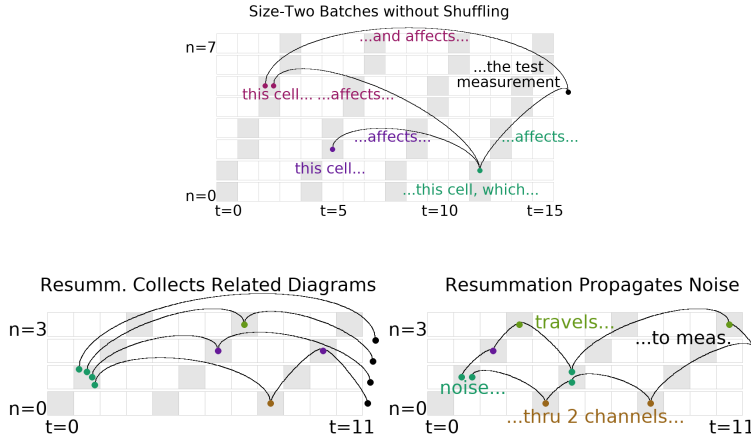 Size-Two Batches without Shuffling
n=7
...and affects...
...the test
measurement
this cell... ...affects...
...affects... ...affects...
this cell...
...this cell, which...
n=0
t=0 t=5 t=10 t=15
Resumm. Collects Related Diagrams
n=3
n=0
t=0 t=11
Resummation Propagates Noise
n=3
travels...
...to meas.
noise...
n=0
...thru 2 channels...
t=0 t=11